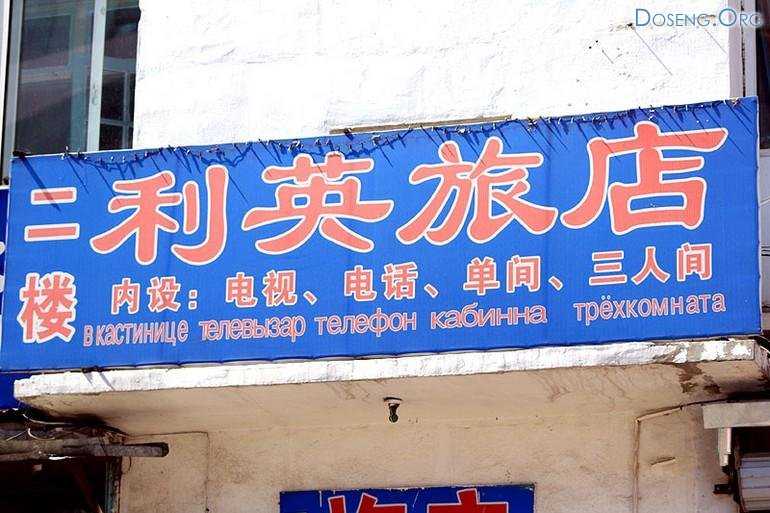 Doseng.Org
二楼
利英旅店
内设：电视、电话、单间、三人间
в кастинице телевызар телефон кабинна трёхкомната